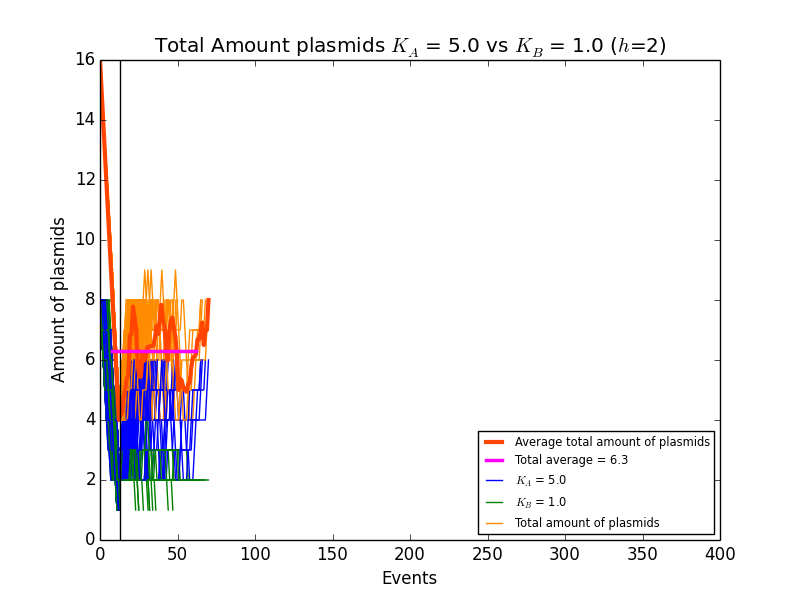 Total Amount plasmids K_A = 5.0 vs K_B = 1.0 (h=2)
Amount of plasmids
16
14
12
10
8
6
4
2
0
0 50 100 150 200 250 300 350 400
Events
Average total amount of plasmids
Total average = 6.3
K_A = 5.0
K_B = 1.0
Total amount of plasmids